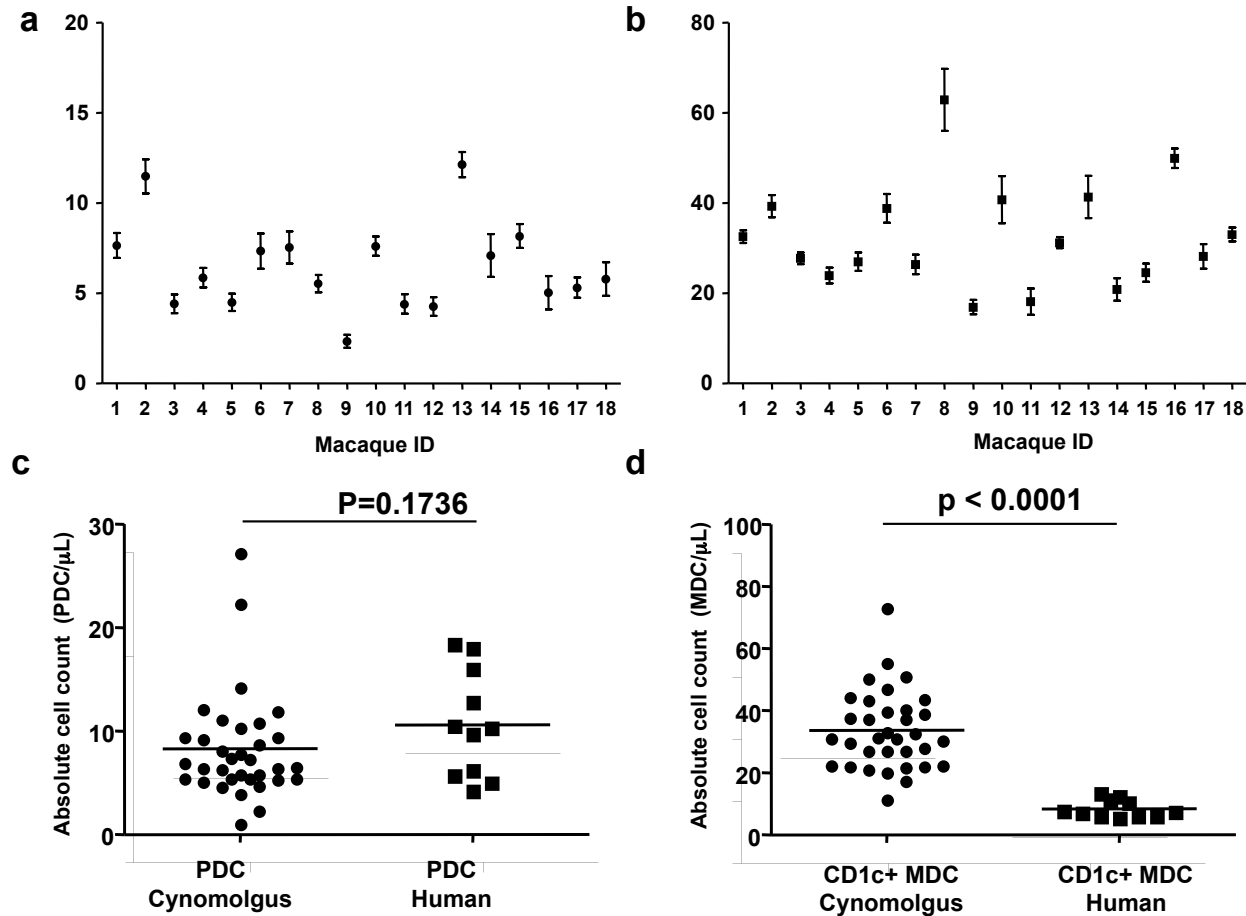 a
20
15
10
5
0
1 2 3 4 5 6 7 8 9 10 11 12 13 14 15 16 17 18
Macaque ID
b
80
60
40
20
0
1 2 3 4 5 6 7 8 9 10 11 12 13 14 15 16 17 18
Macaque ID
c
P=0.1736
Absolute cell count (PDC/µL)
30
20
10
0
PDC
Cynomolgus
PDC
Human
d
p < 0.0001
Absolute cell count (MDC/µL)
100
80
60
40
20
0
CD1c+ MDC
Cynomolgus
CD1c+ MDC
Human